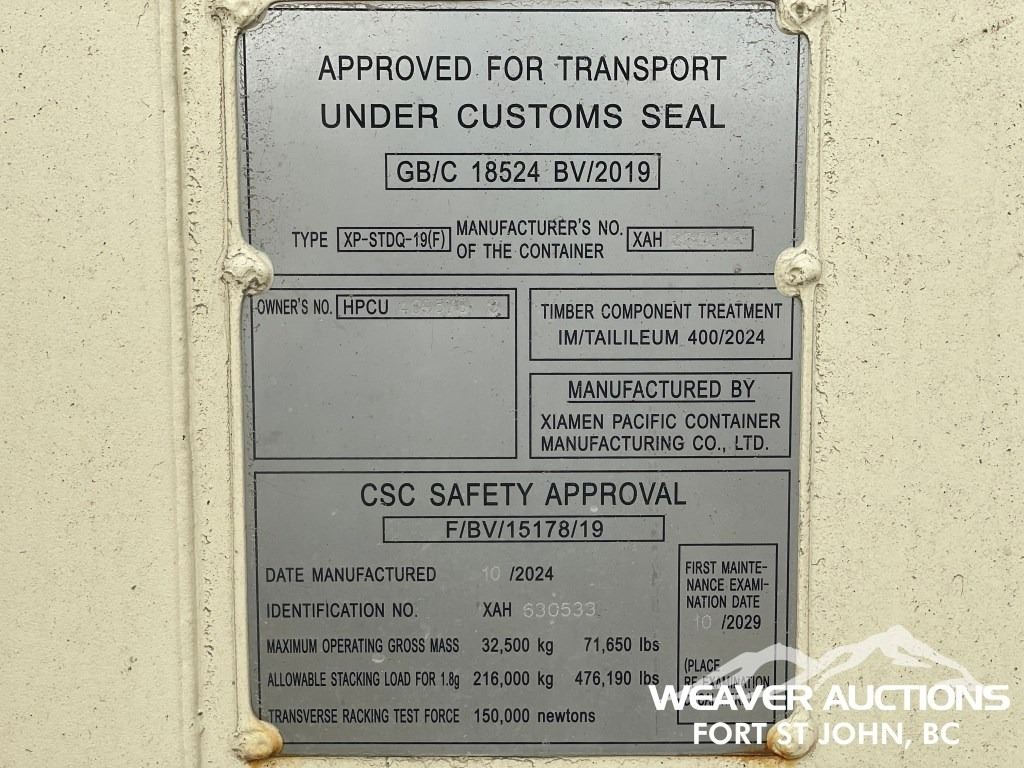 APPROVED FOR TRANSPORT
UNDER CUSTOMS SEAL
GB/C 18524 BV/2019
TYPE XP-STDQ-19(F) MANUFACTURER'S NO.
OF THE CONTAINER XAH
OWNER'S NO. HPCU
TIMBER COMPONENT TREATMENT
IM/TAILILEUM 400/2024
MANUFACTURED BY
XIAMEN PACIFIC CONTAINER
MANUFACTURING CO., LTD.
CSC SAFETY APPROVAL
F/BV/15178/19
DATE MANUFACTURED 10 /2024
IDENTIFICATION NO. XAH 630533
MAXIMUM OPERATING GROSS MASS 32,500 kg 71,650 lbs
ALLOWABLE STACKING LOAD FOR 1.8g 216,000 kg 476,190 lbs
TRANSVERSE RACKING TEST FORCE 150,000 newtons
FIRST MAINTE-
NANCE EXAMI-
NATION DATE
10 /2029
(PLACE
RE-EXAMINATION
WEAVER AUCTIONS
FORT ST JOHN, BC